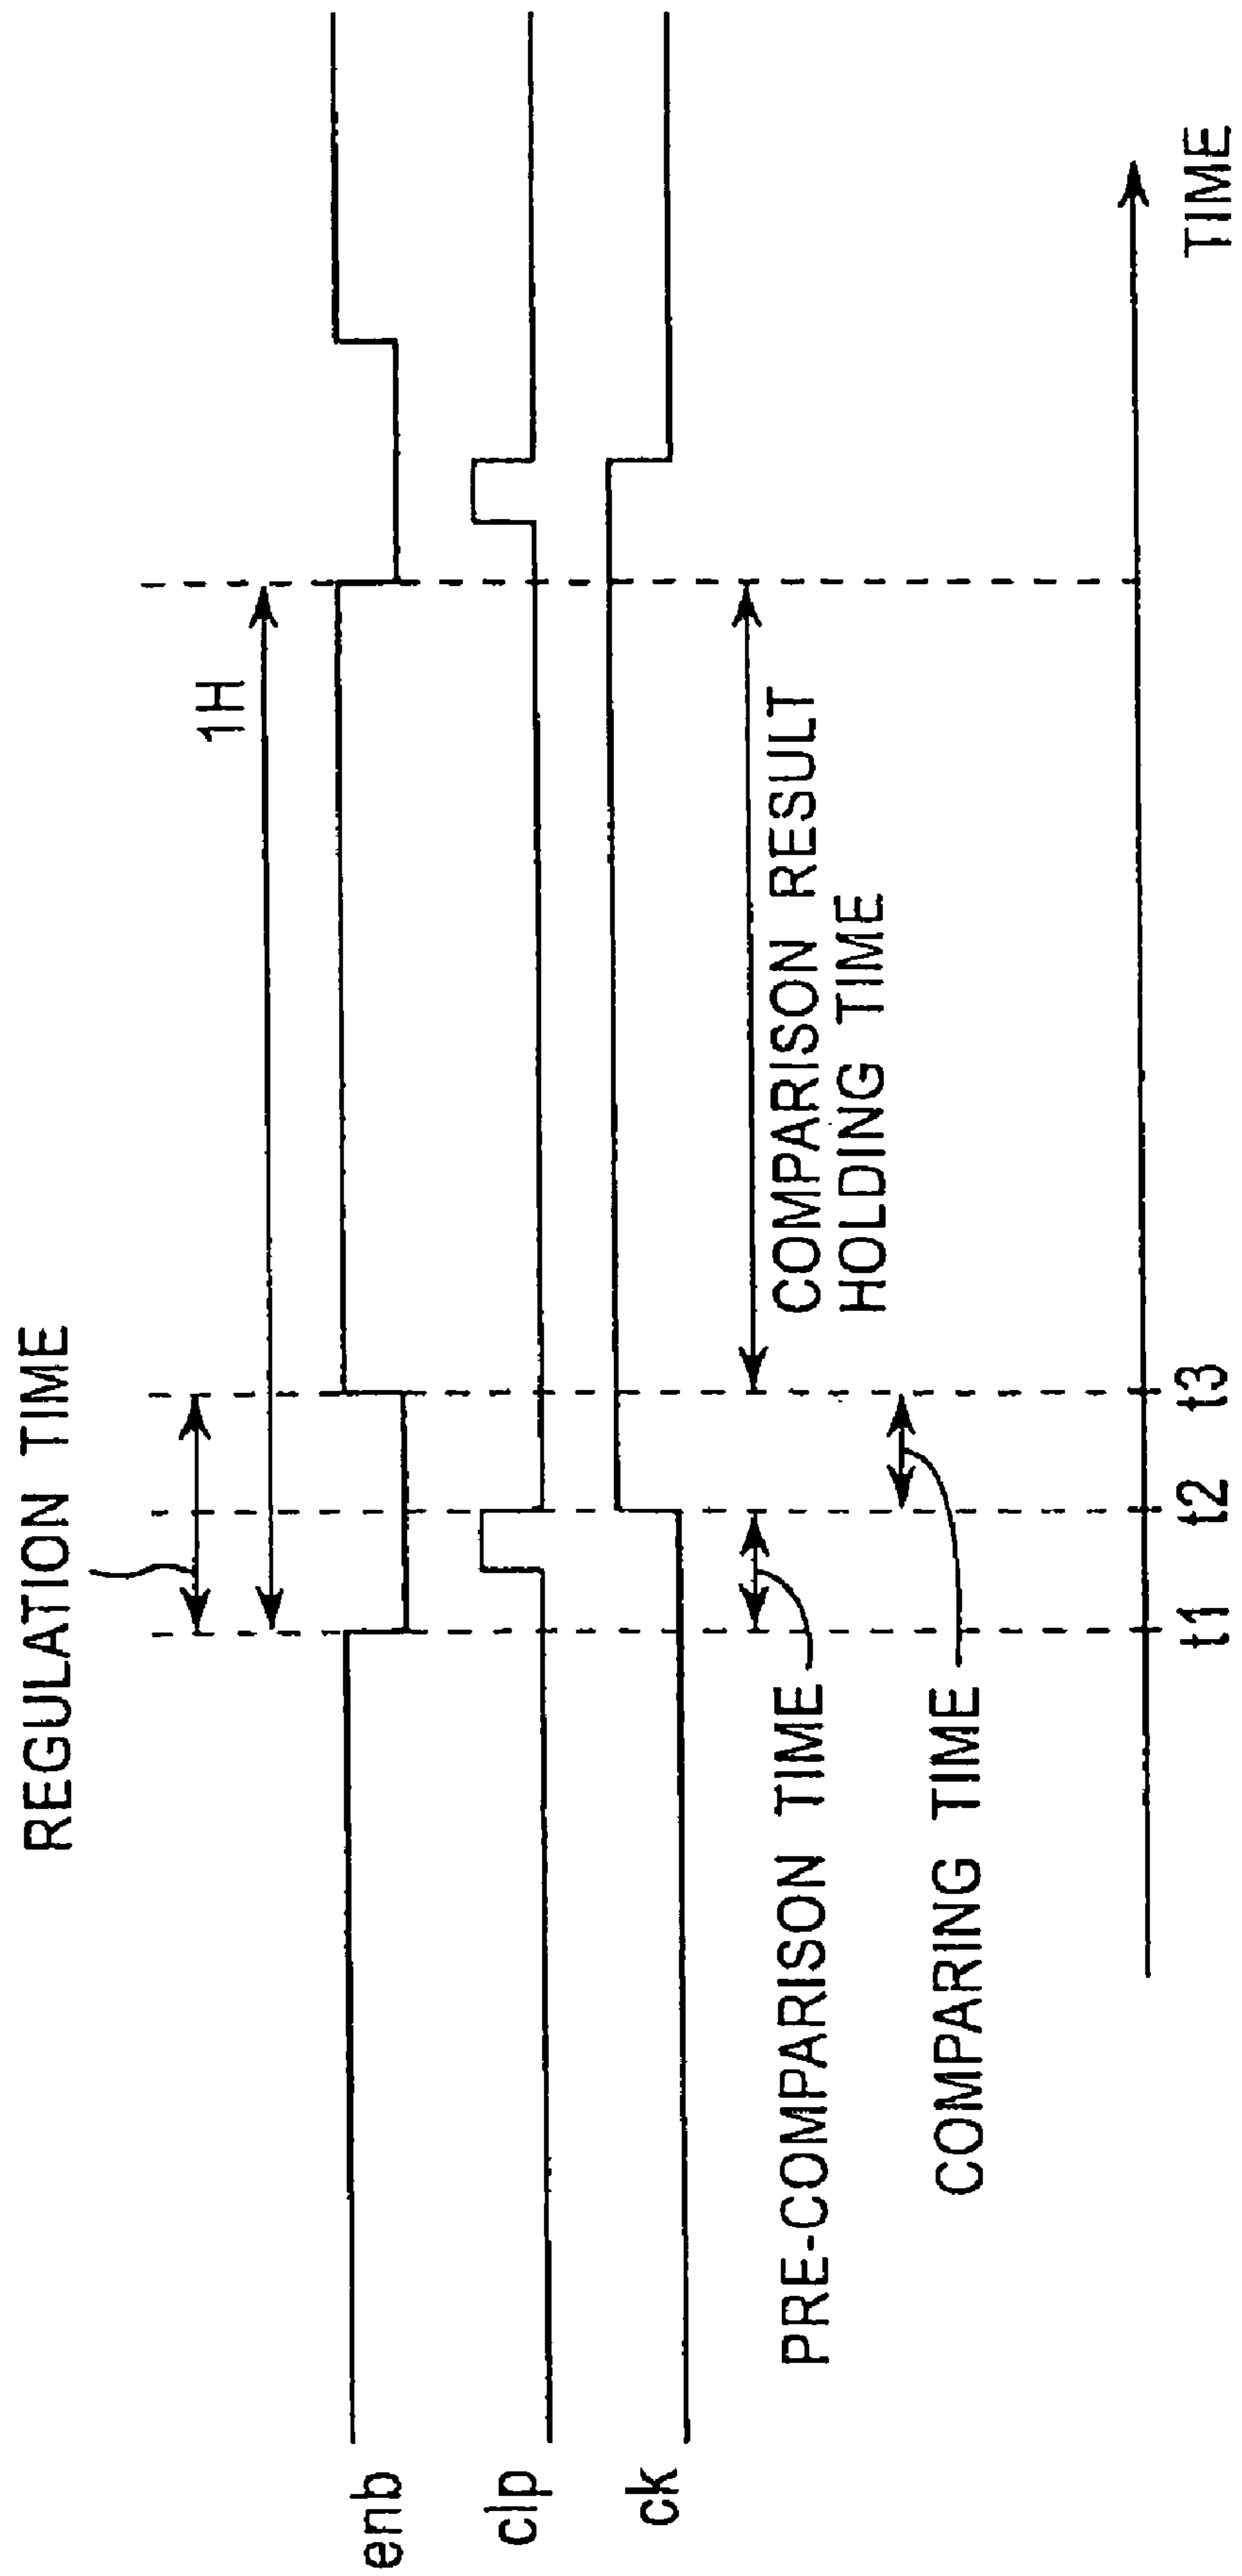 REGULATION TIME
1H
enb
clp
ck
COMPARISON RESULT
HOLDING TIME
PRE-COMPARISON TIME
COMPARING TIME
t1 t2 t3
TIME